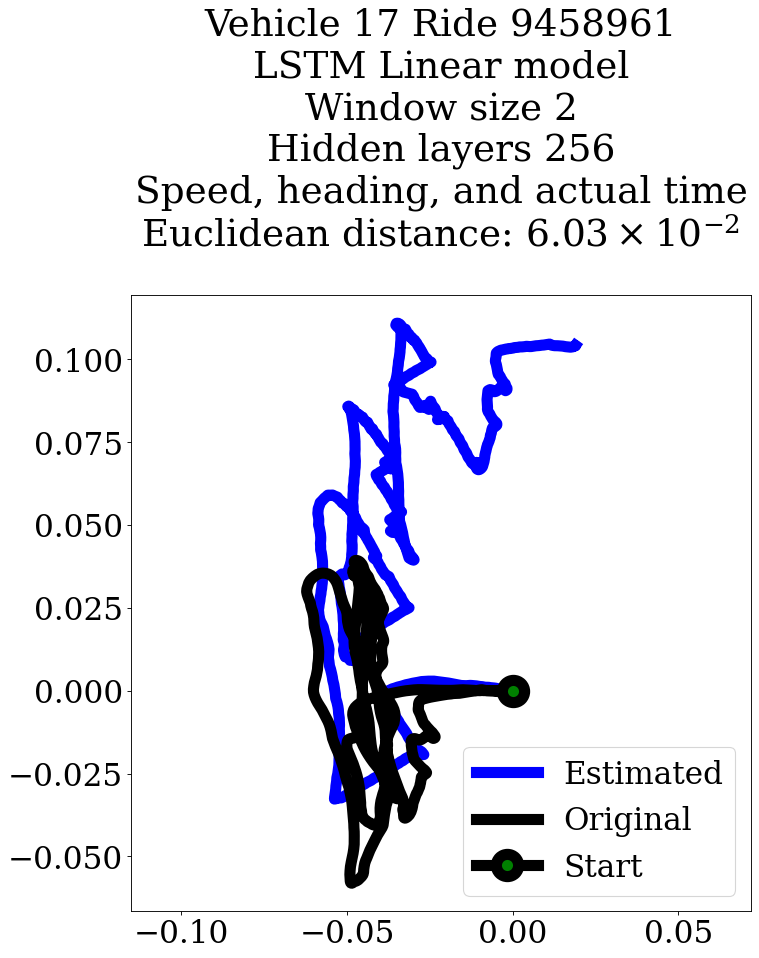 Vehicle 17 Ride 9458961
LSTM Linear model
Window size 2
Hidden layers 256
Speed, heading, and actual time
Euclidean distance: 6.03 × 10⁻²
0.100
0.075
0.050
0.025
0.000
−0.025
−0.050
−0.10
−0.05
0.00
0.05
Estimated
Original
Start